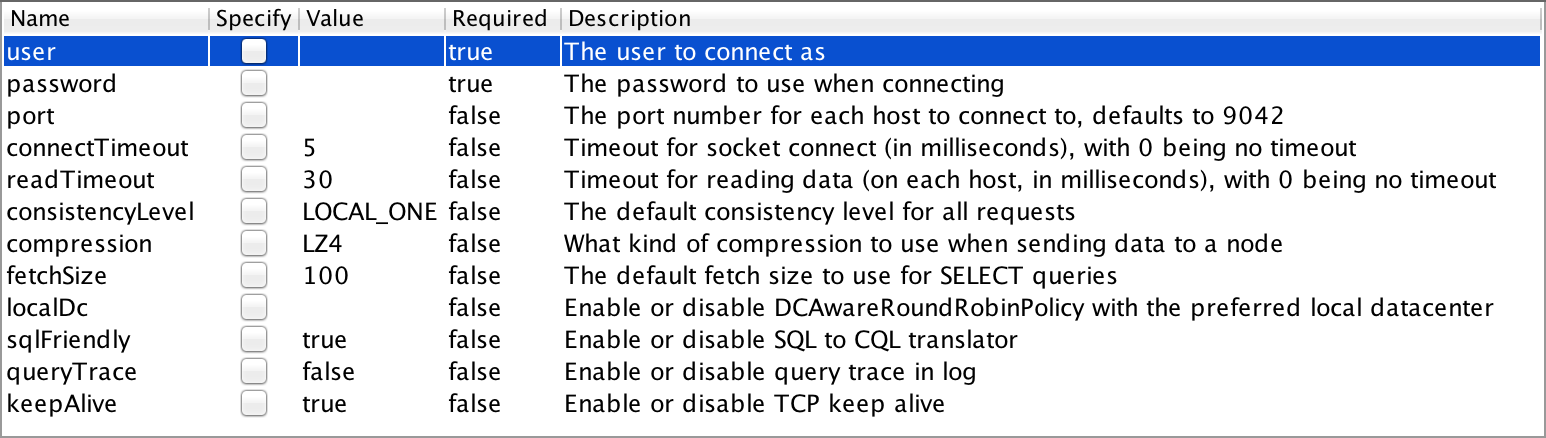 Name Specify Value Required Description
user true The user to connect as
password true The password to use when connecting
port false The port number for each host to connect to, defaults to 9042
connectTimeout 5 false Timeout for socket connect (in milliseconds), with 0 being no timeout
readTimeout 30 false Timeout for reading data (on each host, in milliseconds), with 0 being no timeout
consistencyLevel LOCAL_ONE false The default consistency level for all requests
compression LZ4 false What kind of compression to use when sending data to a node
fetchSize 100 false The default fetch size to use for SELECT queries
localDc false Enable or disable DCAwareRoundRobinPolicy with the preferred local datacenter
sqlFriendly true false Enable or disable SQL to CQL translator
queryTrace false false Enable or disable query trace in log
keepAlive true false Enable or disable TCP keep alive